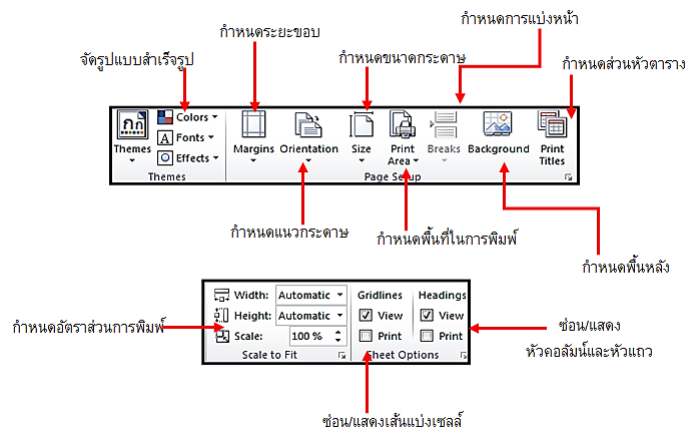 กำหนดการแบ่งหน้า
กำหนดระยะขอบ
จัดรูปแบบสำเร็จรูป
กำหนดขนาดกระดาษ
กำหนดส่วนหัวตาราง
กก
Themes
Colors
A Fonts
Effects
Themes
Margins
Orientation
Size
Print
Area
Breaks
Background
Print
Titles
Page Setup
กำหนดแนวกระดาษ
กำหนดพื้นที่ในการพิมพ์
กำหนดพื้นหลัง
Width: Automatic
Height: Automatic
Scale: 100 %
Scale to Fit
Gridlines
View
Print
Headings
View
Print
Sheet Options
กำหนดอัตราส่วนการพิมพ์
ซ่อน/แสดง
หัวคอลัมน์และหัวแถว
ซ่อน/แสดงเส้นแบ่งเซลล์